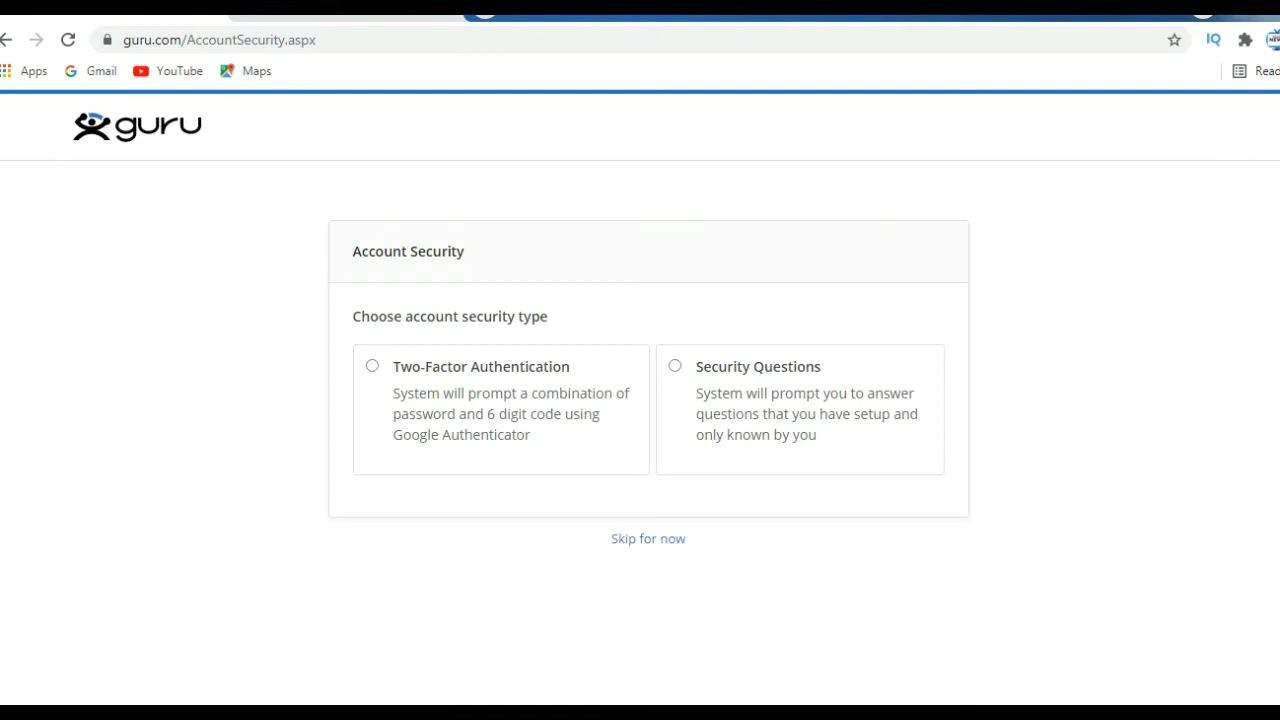 guru.com/AccountSecurity.aspx
IQ
Apps Gmail YouTube Maps Read
guru
Account Security
Choose account security type
Two-Factor Authentication
System will prompt a combination of
password and 6 digit code using
Google Authenticator
Security Questions
System will prompt you to answer
questions that you have setup and
only known by you
Skip for now